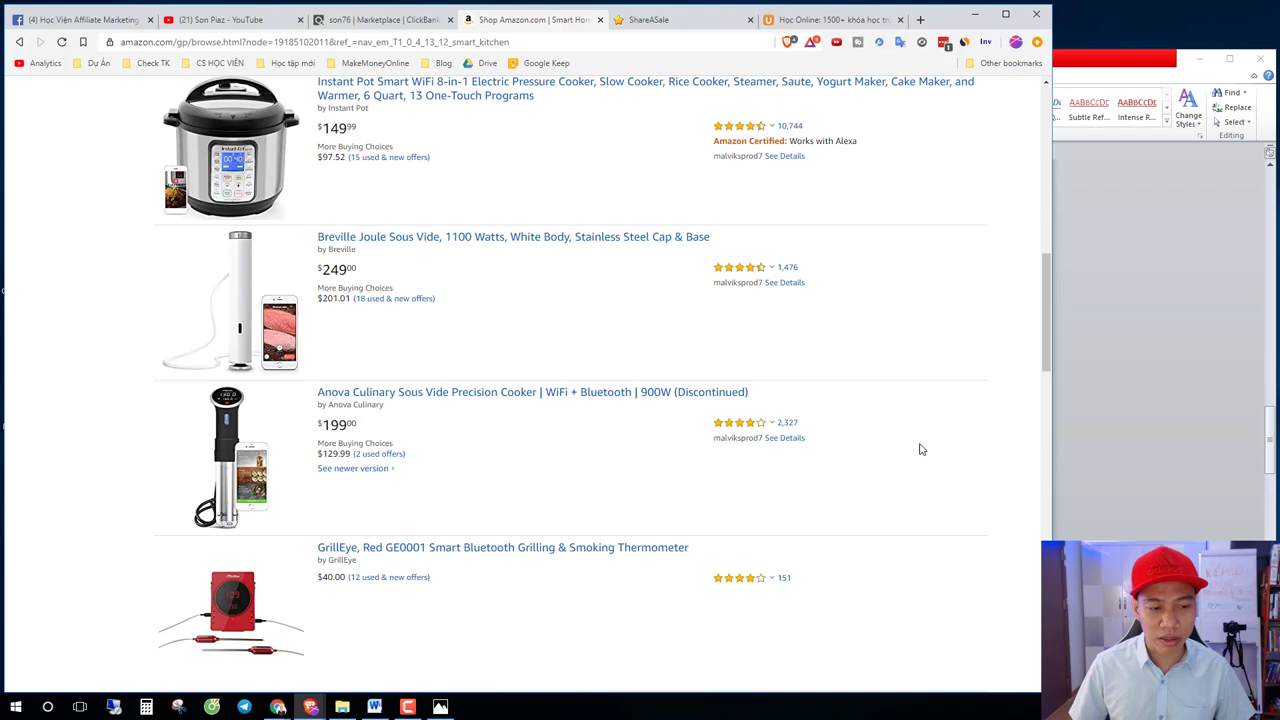 (4) Học Viện Affiliate Marketing
(21) Son Piaz - YouTube
son76 | Marketplace | ClickBank
Shop Amazon.com | Smart Hom
ShareASale
Học Online: 1500+ khóa học trự
amazon.com/gp/browse.html?node=19185102011&ref_=nav_em_T1_0_4_13_12_smart_kitchen
Inv
Analytics
Dự Án
Check TK
CS HỌC VIÊN
Học tập mới
MakeMoneyOnline
Blog
Drive
Google Keep
Other bookmarks
Instant Pot Smart WiFi 8-in-1 Electric Pressure Cooker, Slow Cooker, Rice Cooker, Steamer, Saute, Yogurt Maker, Cake Maker, and
Warmer, 6 Quart, 13 One-Touch Programs
by Instant Pot
$149⁹⁹
More Buying Choices
$97.52 (15 used & new offers)
10,744
Amazon Certified: Works with Alexa
malviksprod7 See Details
Breville Joule Sous Vide, 1100 Watts, White Body, Stainless Steel Cap & Base
by Breville
$249⁰⁰
More Buying Choices
$201.01 (18 used & new offers)
1,476
malviksprod7 See Details
Anova Culinary Sous Vide Precision Cooker | WiFi + Bluetooth | 900W (Discontinued)
by Anova Culinary
$199⁰⁰
More Buying Choices
$129.99 (2 used offers)
See newer version ›
2,327
malviksprod7 See Details
GrillEye, Red GE0001 Smart Bluetooth Grilling & Smoking Thermometer
by GrillEye
$40.00 (12 used & new offers)
151
AaBbCcDc
AaBbCcDc
Subtle Ref...
Intense R...
Change
Styles
Find
Replace
Select
Editing